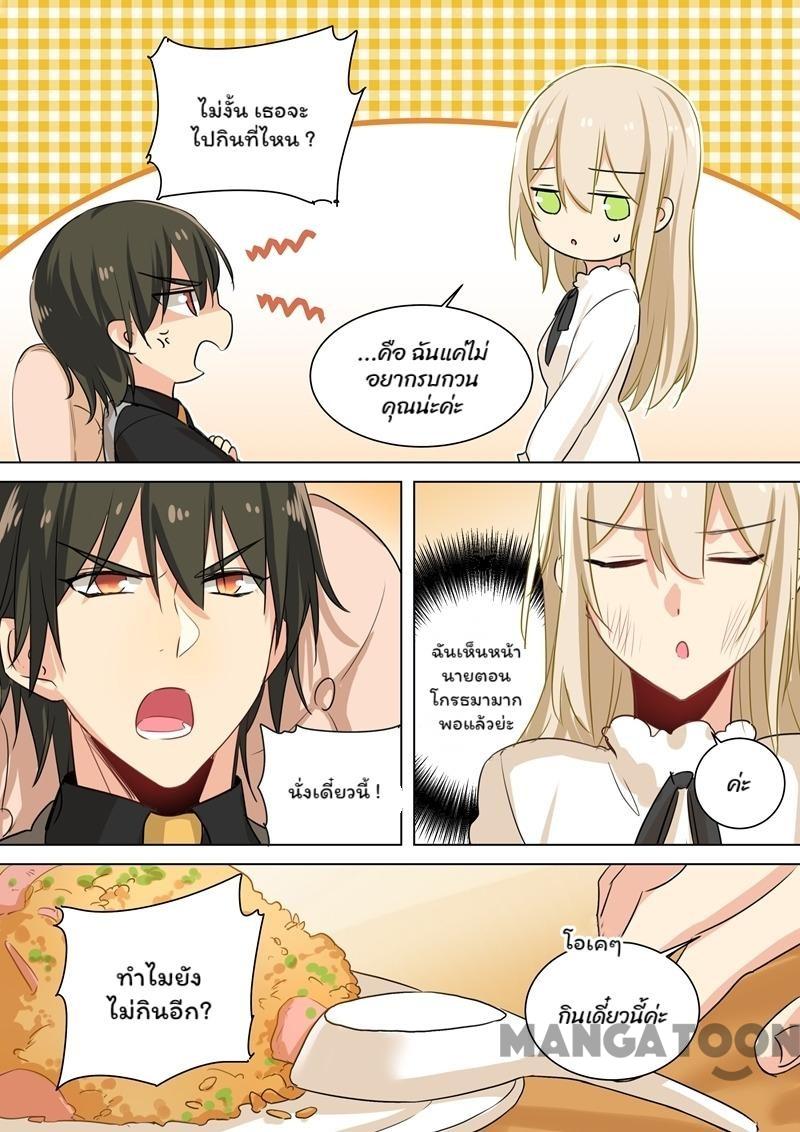 ไม่งั้น เธอจะ
ไปกินที่ไหน ?
...คือ ฉันแค่ไม่
อยากรบกวน
คุณน่ะค่ะ
นั่งเดี๋ยวนี้ !
ฉันเห็นหน้า
นายตอน
โกรธมามาก
พอแล้วย่ะ
ค่ะ
ทำไมยัง
ไม่กินอีก?
โอเคๆ
กินเดี๋ยวนี้ค่ะ
MANGATOON